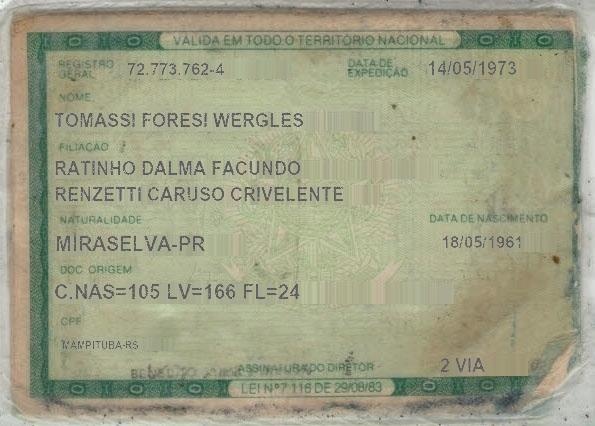 VALIDA EM TODO O TERRITORIO NACIONAL
REGISTRO GERAL 72.773.762-4 DATA DE EXPEDIÇÃO 14/05/1973
NOME
TOMASSI FORESI WERGLES
FILIAÇÃO
RATINHO DALMA FACUNDO
RENZETTI CARUSO CRIVELENTE
NATURALIDADE DATA DE NASCIMENTO
MIRASELVA-PR 18/05/1961
DOC ORIGEM
C.NAS=105 LV=166 FL=24
CPF
MAMPITUBA-RS
ASSINATURA DO DIRETOR 2 VIA
LEI Nº 7.116 DE 29/08/83